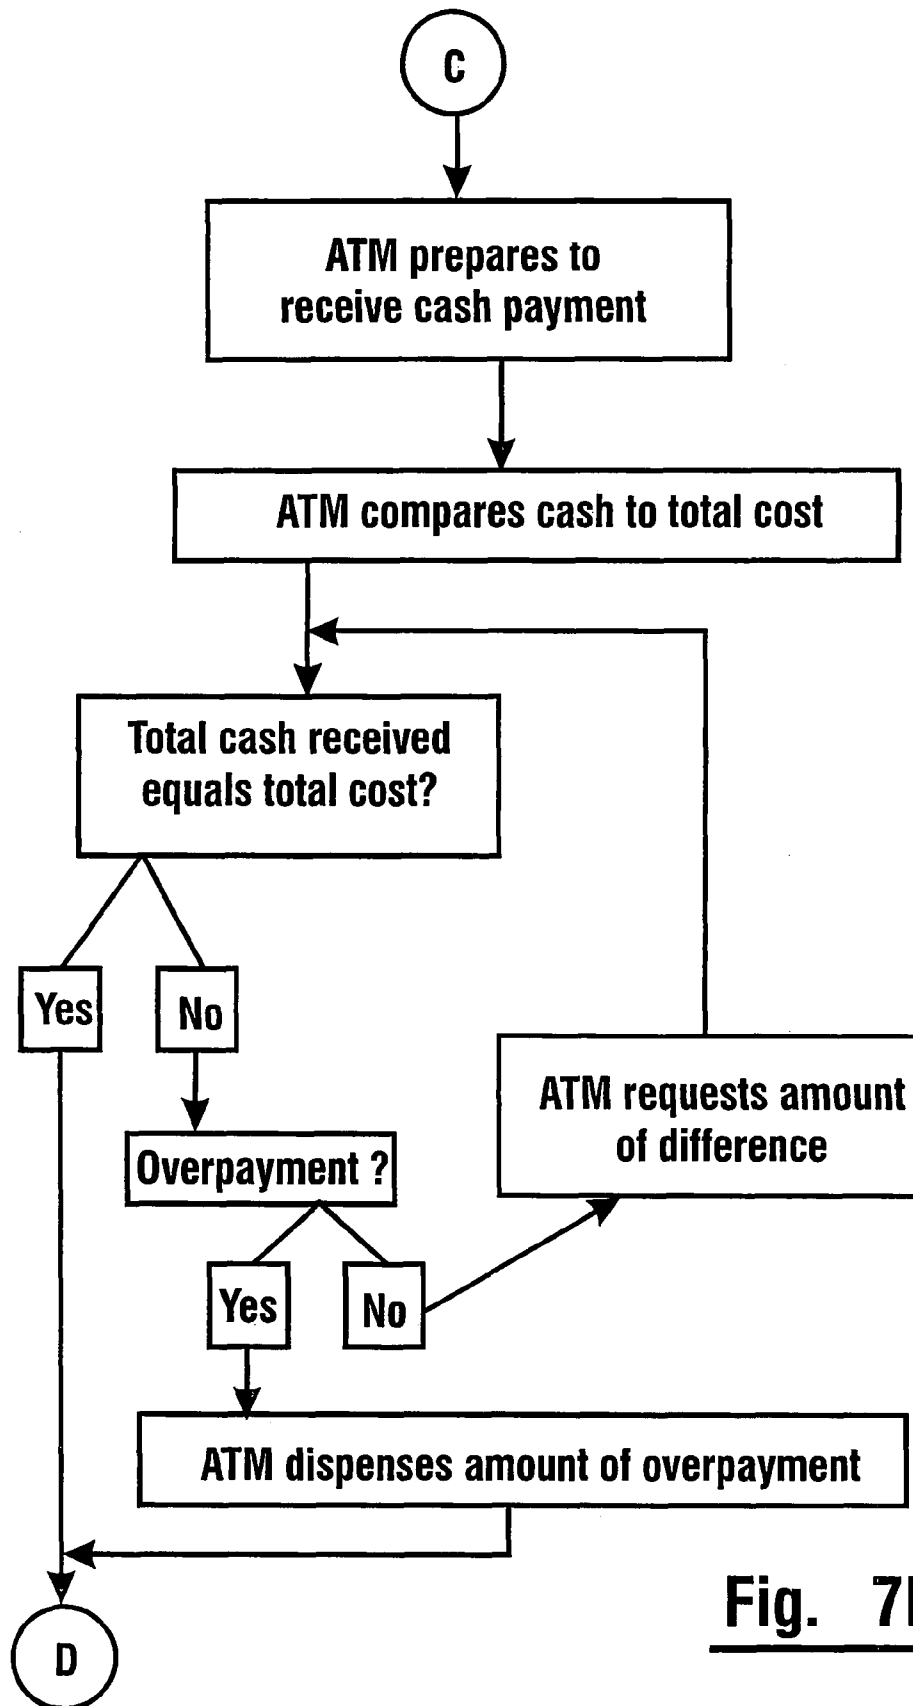 C
ATM prepares to
receive cash payment
ATM compares cash to total cost
Total cash received
equals total cost?
Yes
No
ATM requests amount
of difference
Overpayment ?
Yes
No
ATM dispenses amount of overpayment
D
Fig.